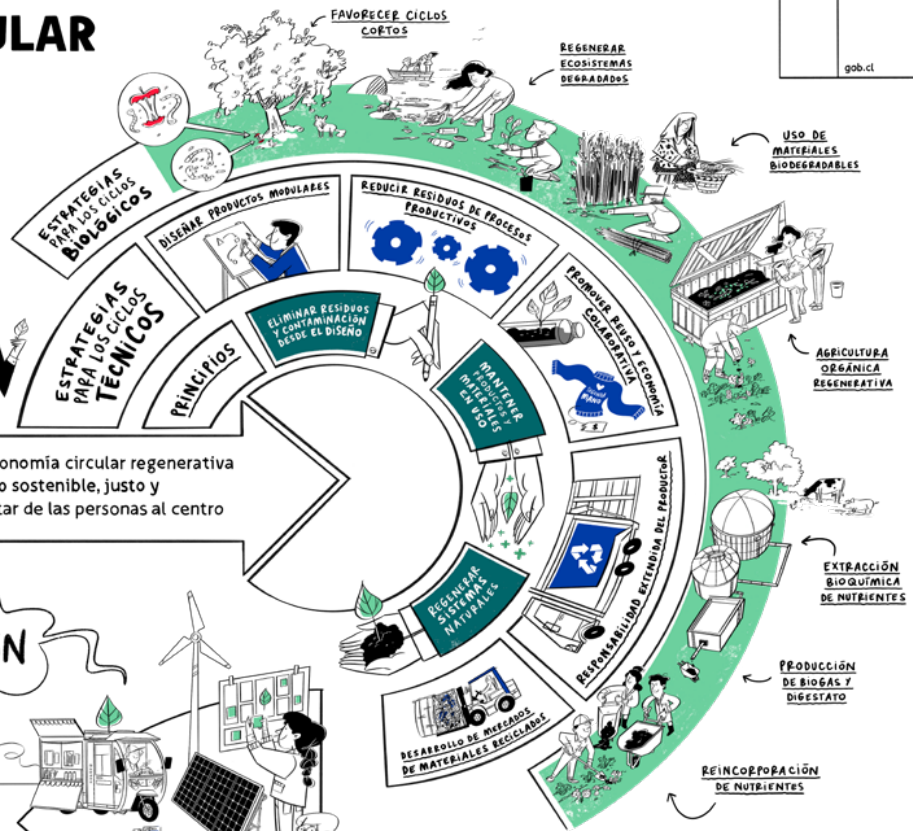 ULAR
FAVORECER CICLOS
CORTOS
REGENERAR
ECOSISTEMAS
DEGRADADOS
gob.cl
USO DE
MATERIALES
BIODEGRADABLES
AGRICULTURA
ORGÁNICA
REGENERATIVA
EXTRACCIÓN
BIOQUÍMICA
DE NUTRIENTES
PRODUCCIÓN
DE BIOGAS Y
DIGESTATO
REINCORPORACIÓN
DE NUTRIENTES
ESTRATEGIAS
PARA LOS CICLOS
BIOLÓGICOS
ESTRATEGIAS
PARA LOS CICLOS
TÉCNICOS
DISEÑAR PRODUCTOS MODULARES
REDUCIR RESIDUOS DE PROCESOS
PRODUCTIVOS
PROMOVER REUSO Y ECONOMÍA
COLABORATIVA
SEGUNDA
MANO
$ $
RESPONSABILIDAD EXTENDIDA DEL PRODUCTOR
DESARROLLO DE MERCADOS
DE MATERIALES RECICLADOS
PRINCIPIOS
ELIMINAR RESIDUOS
Y CONTAMINACIÓN
DESDE EL DISEÑO
MANTENER
PRODUCTOS Y
MATERIALES
EN USO
REGENERAR
SISTEMAS
NATURALES
onomía circular regenerativa
o sostenible, justo y
tar de las personas al centro
N